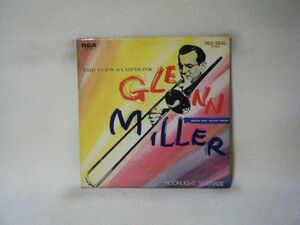 RCA
RED SEAL
THE POPS SYMPHONIC
GLENN
MILLER
MOONLIGHT SERENADE